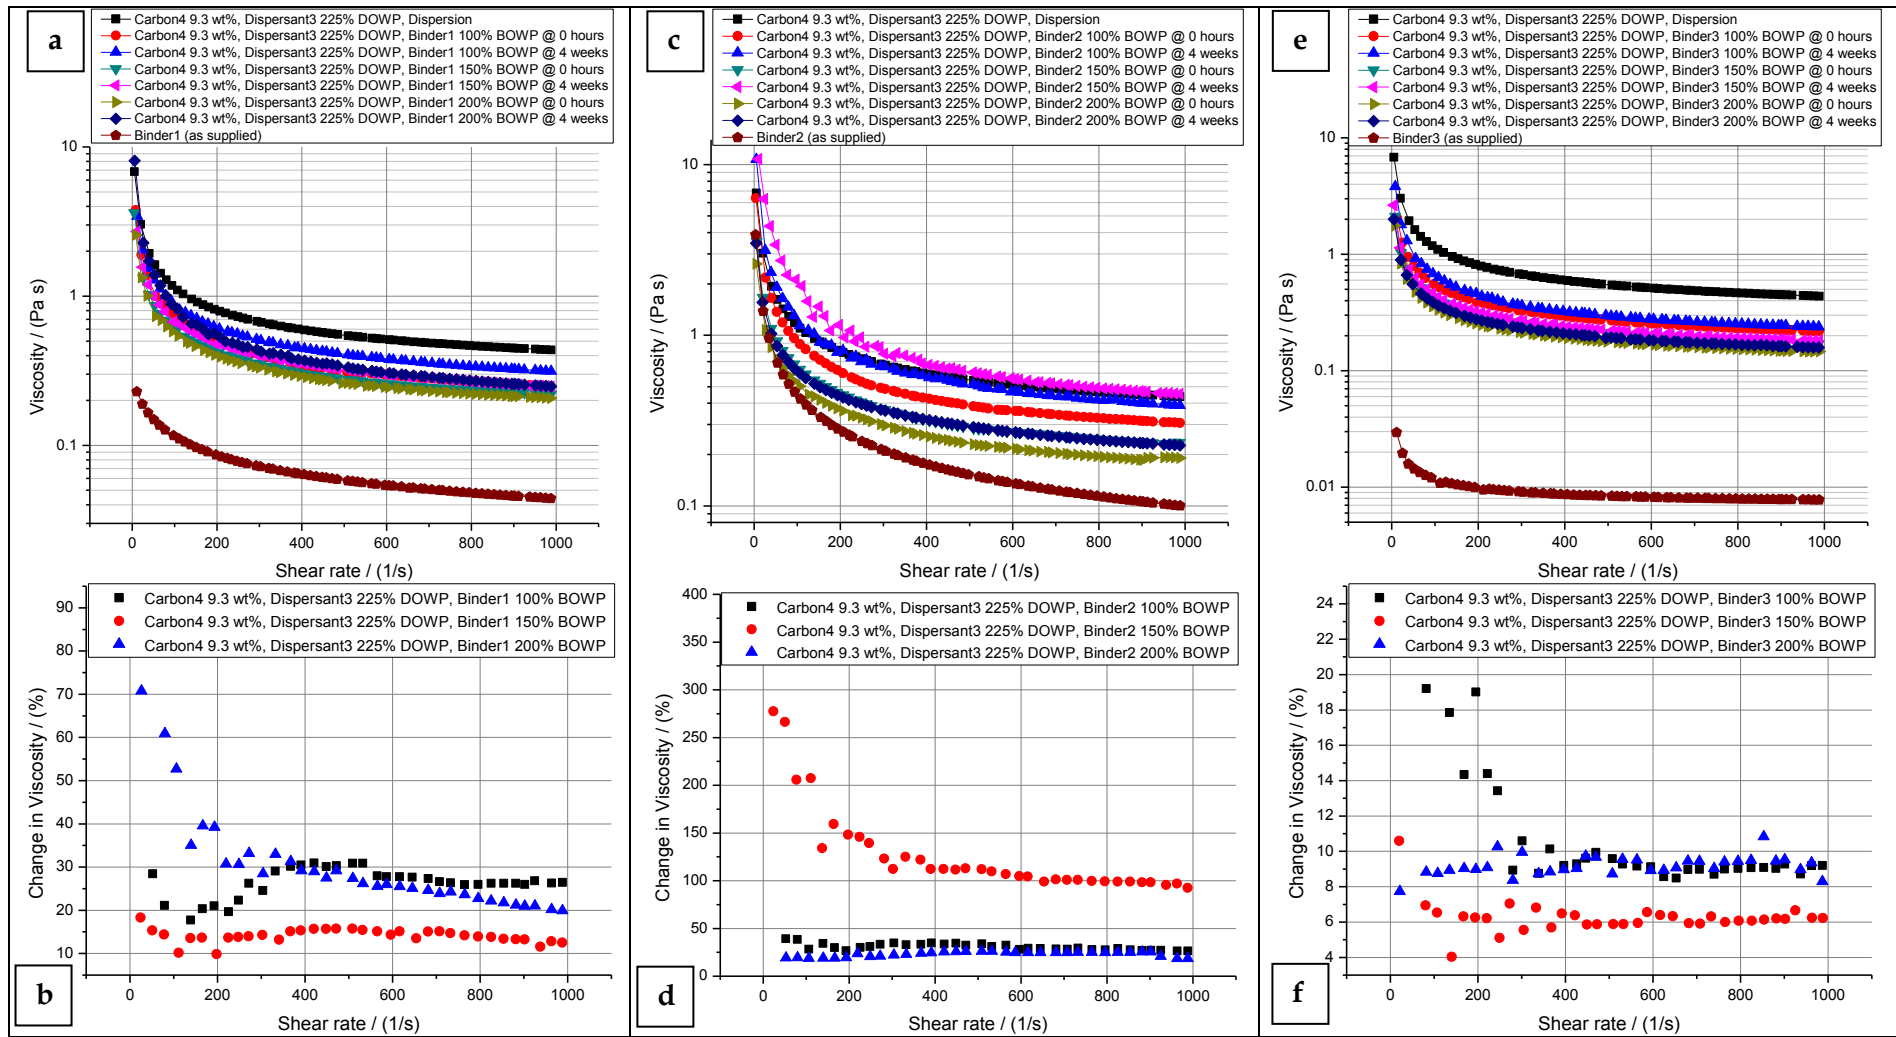 a
Carbon4 9.3 wt%, Dispersant3 225% DOWP, Dispersion
Carbon4 9.3 wt%, Dispersant3 225% DOWP, Binder1 100% BOWP @ 0 hours
Carbon4 9.3 wt%, Dispersant3 225% DOWP, Binder1 100% BOWP @ 4 weeks
Carbon4 9.3 wt%, Dispersant3 225% DOWP, Binder1 150% BOWP @ 0 hours
Carbon4 9.3 wt%, Dispersant3 225% DOWP, Binder1 150% BOWP @ 4 weeks
Carbon4 9.3 wt%, Dispersant3 225% DOWP, Binder1 200% BOWP @ 0 hours
Carbon4 9.3 wt%, Dispersant3 225% DOWP, Binder1 200% BOWP @ 4 weeks
Binder1 (as supplied)
10
1
0.1
Viscosity / (Pa s)
0 200 400 600 800 1000
Shear rate / (1/s)
c
Carbon4 9.3 wt%, Dispersant3 225% DOWP, Dispersion
Carbon4 9.3 wt%, Dispersant3 225% DOWP, Binder2 100% BOWP @ 0 hours
Carbon4 9.3 wt%, Dispersant3 225% DOWP, Binder2 100% BOWP @ 4 weeks
Carbon4 9.3 wt%, Dispersant3 225% DOWP, Binder2 150% BOWP @ 0 hours
Carbon4 9.3 wt%, Dispersant3 225% DOWP, Binder2 150% BOWP @ 4 weeks
Carbon4 9.3 wt%, Dispersant3 225% DOWP, Binder2 200% BOWP @ 0 hours
Carbon4 9.3 wt%, Dispersant3 225% DOWP, Binder2 200% BOWP @ 4 weeks
Binder2 (as supplied)
10
1
0.1
Viscosity / (Pa s)
0 200 400 600 800 1000
Shear rate / (1/s)
e
Carbon4 9.3 wt%, Dispersant3 225% DOWP, Dispersion
Carbon4 9.3 wt%, Dispersant3 225% DOWP, Binder3 100% BOWP @ 0 hours
Carbon4 9.3 wt%, Dispersant3 225% DOWP, Binder3 100% BOWP @ 4 weeks
Carbon4 9.3 wt%, Dispersant3 225% DOWP, Binder3 150% BOWP @ 0 hours
Carbon4 9.3 wt%, Dispersant3 225% DOWP, Binder3 150% BOWP @ 4 weeks
Carbon4 9.3 wt%, Dispersant3 225% DOWP, Binder3 200% BOWP @ 0 hours
Carbon4 9.3 wt%, Dispersant3 225% DOWP, Binder3 200% BOWP @ 4 weeks
Binder3 (as supplied)
10
1
0.1
0.01
Viscosity / (Pa s)
0 200 400 600 800 1000
Shear rate / (1/s)
Carbon4 9.3 wt%, Dispersant3 225% DOWP, Binder1 100% BOWP
Carbon4 9.3 wt%, Dispersant3 225% DOWP, Binder1 150% BOWP
Carbon4 9.3 wt%, Dispersant3 225% DOWP, Binder1 200% BOWP
90
80
70
60
50
40
30
20
10
Change in Viscosity / (%)
0 200 400 600 800 1000
Shear rate / (1/s)
b
Carbon4 9.3 wt%, Dispersant3 225% DOWP, Binder2 100% BOWP
Carbon4 9.3 wt%, Dispersant3 225% DOWP, Binder2 150% BOWP
Carbon4 9.3 wt%, Dispersant3 225% DOWP, Binder2 200% BOWP
400
350
300
250
200
150
100
50
0
Change in Viscosity / (%)
0 200 400 600 800 1000
Shear rate / (1/s)
d
Carbon4 9.3 wt%, Dispersant3 225% DOWP, Binder3 100% BOWP
Carbon4 9.3 wt%, Dispersant3 225% DOWP, Binder3 150% BOWP
Carbon4 9.3 wt%, Dispersant3 225% DOWP, Binder3 200% BOWP
24
22
20
18
16
14
12
10
8
6
4
Change in Viscosity / (%)
0 200 400 600 800 1000
Shear rate / (1/s)
f